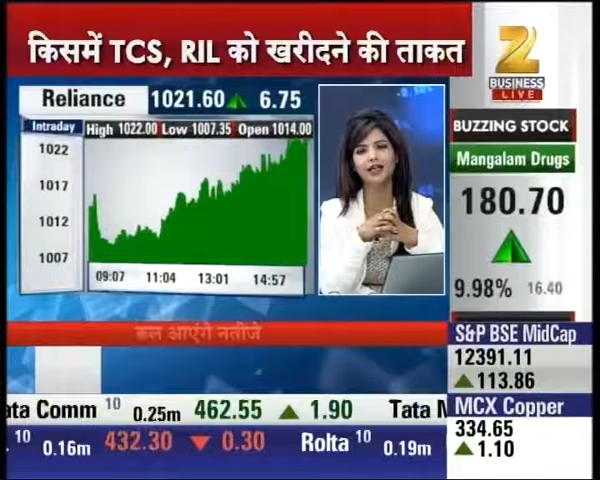 किसमें TCS, RIL को खरीदने की ताकत
Z
BUSINESS
LIVE
Reliance 1021.60 6.75
Intraday High 1022.00 Low 1007.35 Open 1014.00
1022
1017
1012
1007
09:07 11:04 13:01 14:57
BUZZING STOCK
Mangalam Drugs
180.70
9.98% 16.40
कल आएंगे नतीजे
S&P BSE MidCap
12391.11
113.86
ata Comm 10 0.25m 462.55 1.90 Tata
MCX Copper
334.65
1.10
10 0.16m 432.30 0.30 Rolta 10 0.19m